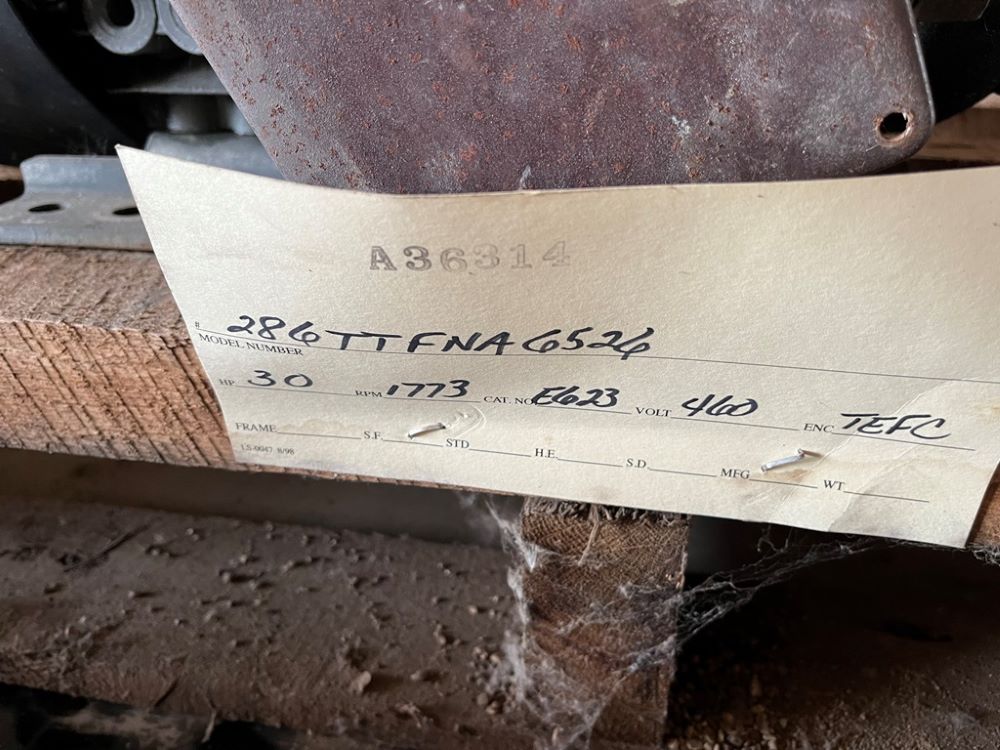 A36314
# 286TTFNA6526
MODEL NUMBER
HP 30 RPM 1773 CAT. NO. E623 VOLT 460 ENC TEFC
FRAME S.F. STD H.E. S.D. MFG WT
LS-0047 8/98